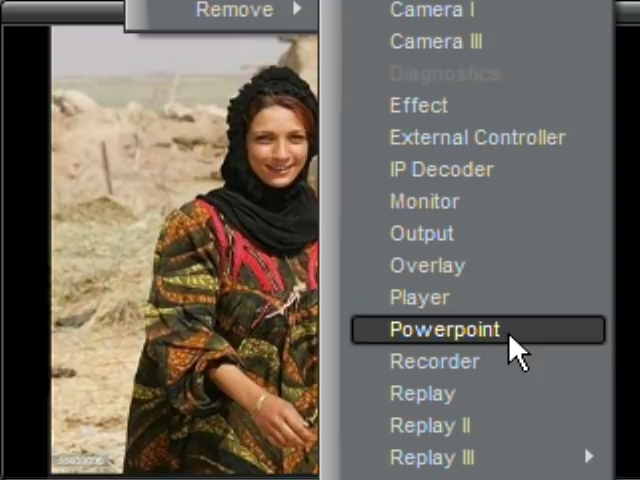 Remove
Camera I
Camera III
Diagnostics
Effect
External Controller
IP Decoder
Monitor
Output
Overlay
Player
Powerpoint
Recorder
Replay
Replay II
Replay III